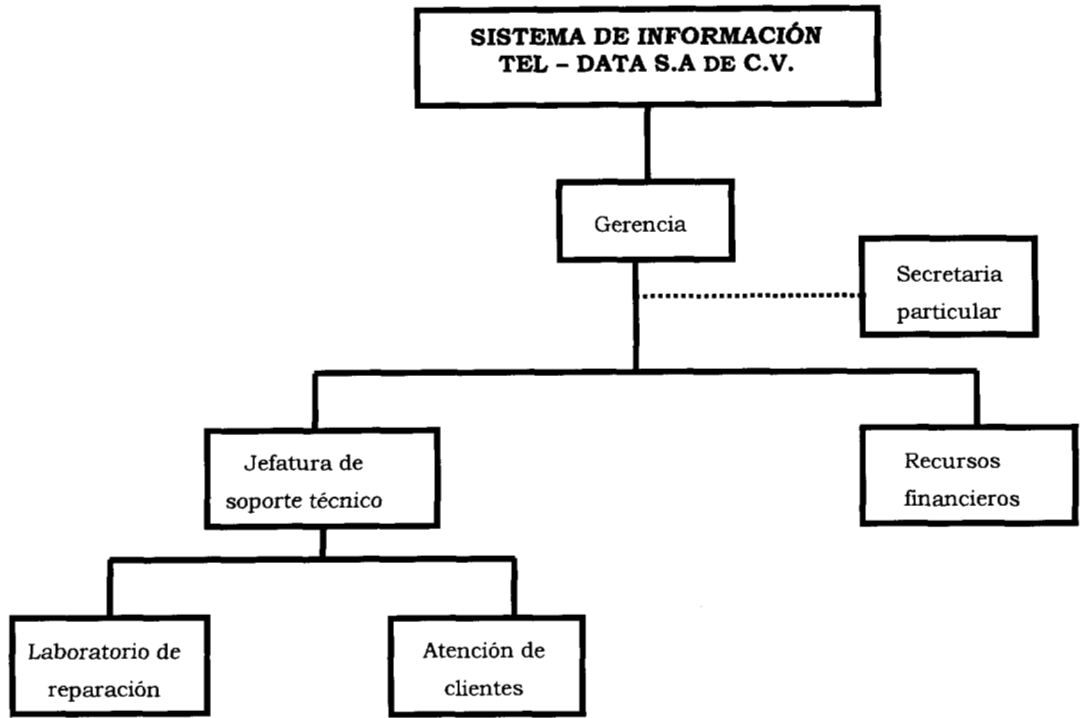 SISTEMA DE INFORMACIÓN
TEL – DATA S.A DE C.V.
Gerencia
Secretaria
particular
Jefatura de
soporte técnico
Recursos
financieros
Laboratorio de
reparación
Atención de
clientes